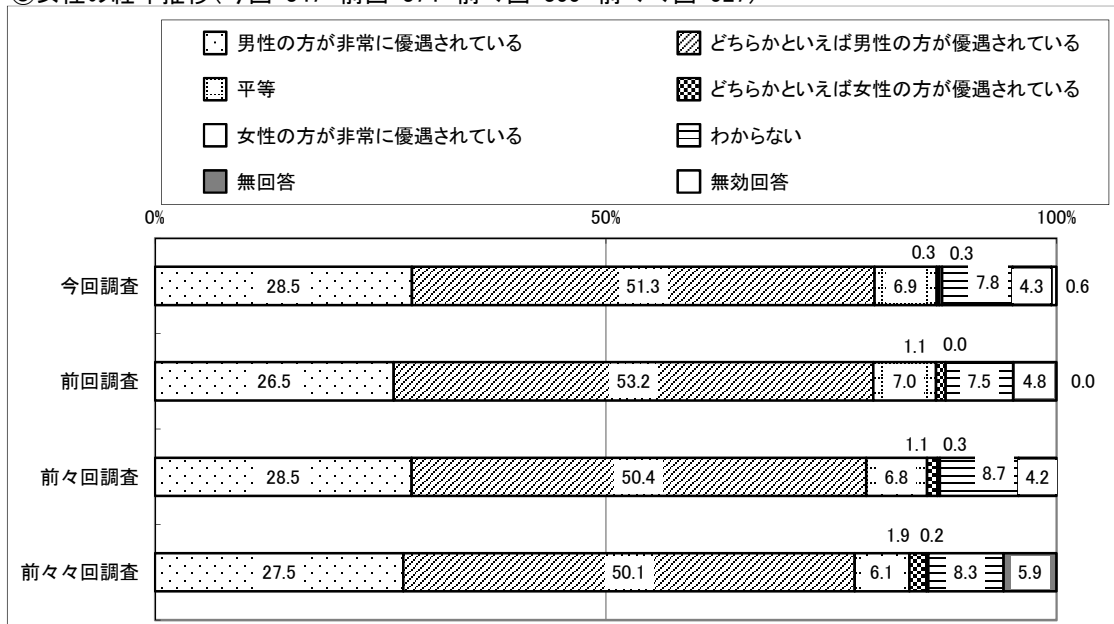 男性の方が非常に優遇されている
どちらかといえば男性の方が優遇されている
平等
どちらかといえば女性の方が優遇されている
女性の方が非常に優遇されている
わからない
無回答
無効回答
0%
50%
100%
0.3 0.3
今回調査 28.5 51.3 6.9 7.8 4.3 0.6
1.1 0.0
前回調査 26.5 53.2 7.0 7.5 4.8 0.0
1.1 0.3
前々回調査 28.5 50.4 6.8 8.7 4.2
1.9 0.2
前々々回調査 27.5 50.1 6.1 8.3 5.9